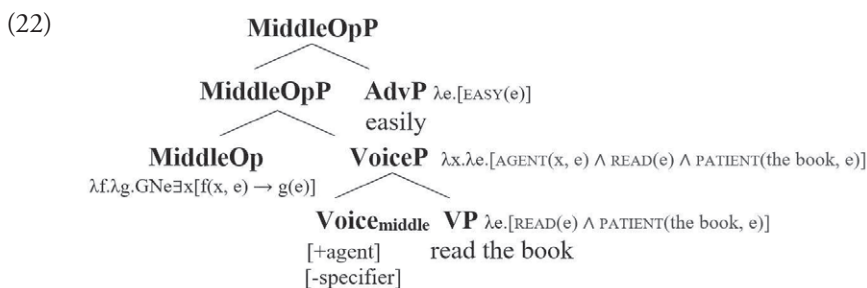 (22) MiddleOpP
MiddleOpP AdvP λe.[EASY(e)]
easily
MiddleOp VoiceP λx.λe.[AGENT(x, e) ∧ READ(e) ∧ PATIENT(the book, e)]
λf.λg.GNe∃x[f(x, e) → g(e)]
Voicemiddle VP λe.[READ(e) ∧ PATIENT(the book, e)]
[+agent] read the book
[-specifier]